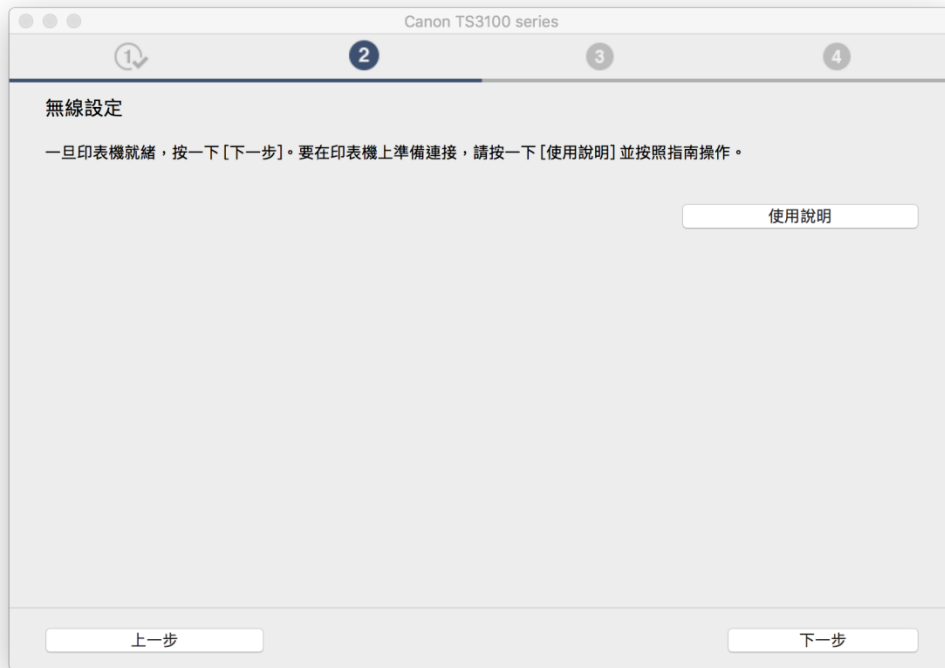 Canon TS3100 series
1 2 3 4
無線設定
一旦印表機就緒，按一下[下一步]。要在印表機上準備連接，請按一下[使用說明]並按照指南操作。
使用說明
上一步 下一步